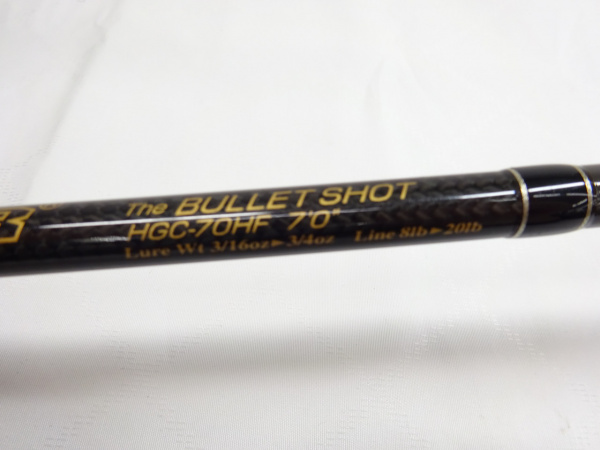 The BULLET SHOT
HGC-70HF 7'0"
Lure Wt 3/16oz►3/4oz Line 8lb►20lb